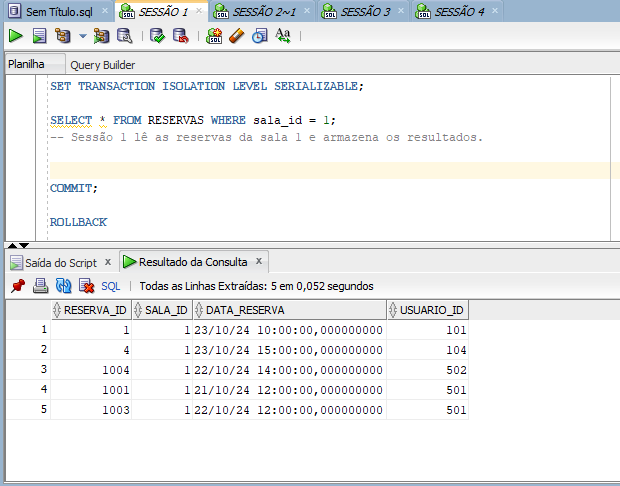 Sem Título.sql SESSÃO 1 SESSÃO 2~1 SESSÃO 3 SESSÃO 4
Planilha Query Builder
SET TRANSACTION ISOLATION LEVEL SERIALIZABLE;
SELECT * FROM RESERVAS WHERE sala_id = 1;
-- Sessão 1 lê as reservas da sala 1 e armazena os resultados.
COMMIT;
ROLLBACK
Saída do Script x Resultado da Consulta x
SQL | Todas as Linhas Extraídas: 5 em 0,052 segundos
RESERVA_ID SALA_ID DATA_RESERVA USUARIO_ID
1 1 1 23/10/24 10:00:00,000000000 101
2 4 1 23/10/24 15:00:00,000000000 104
3 1004 1 22/10/24 14:00:00,000000000 502
4 1001 1 21/10/24 12:00:00,000000000 501
5 1003 1 22/10/24 12:00:00,000000000 501